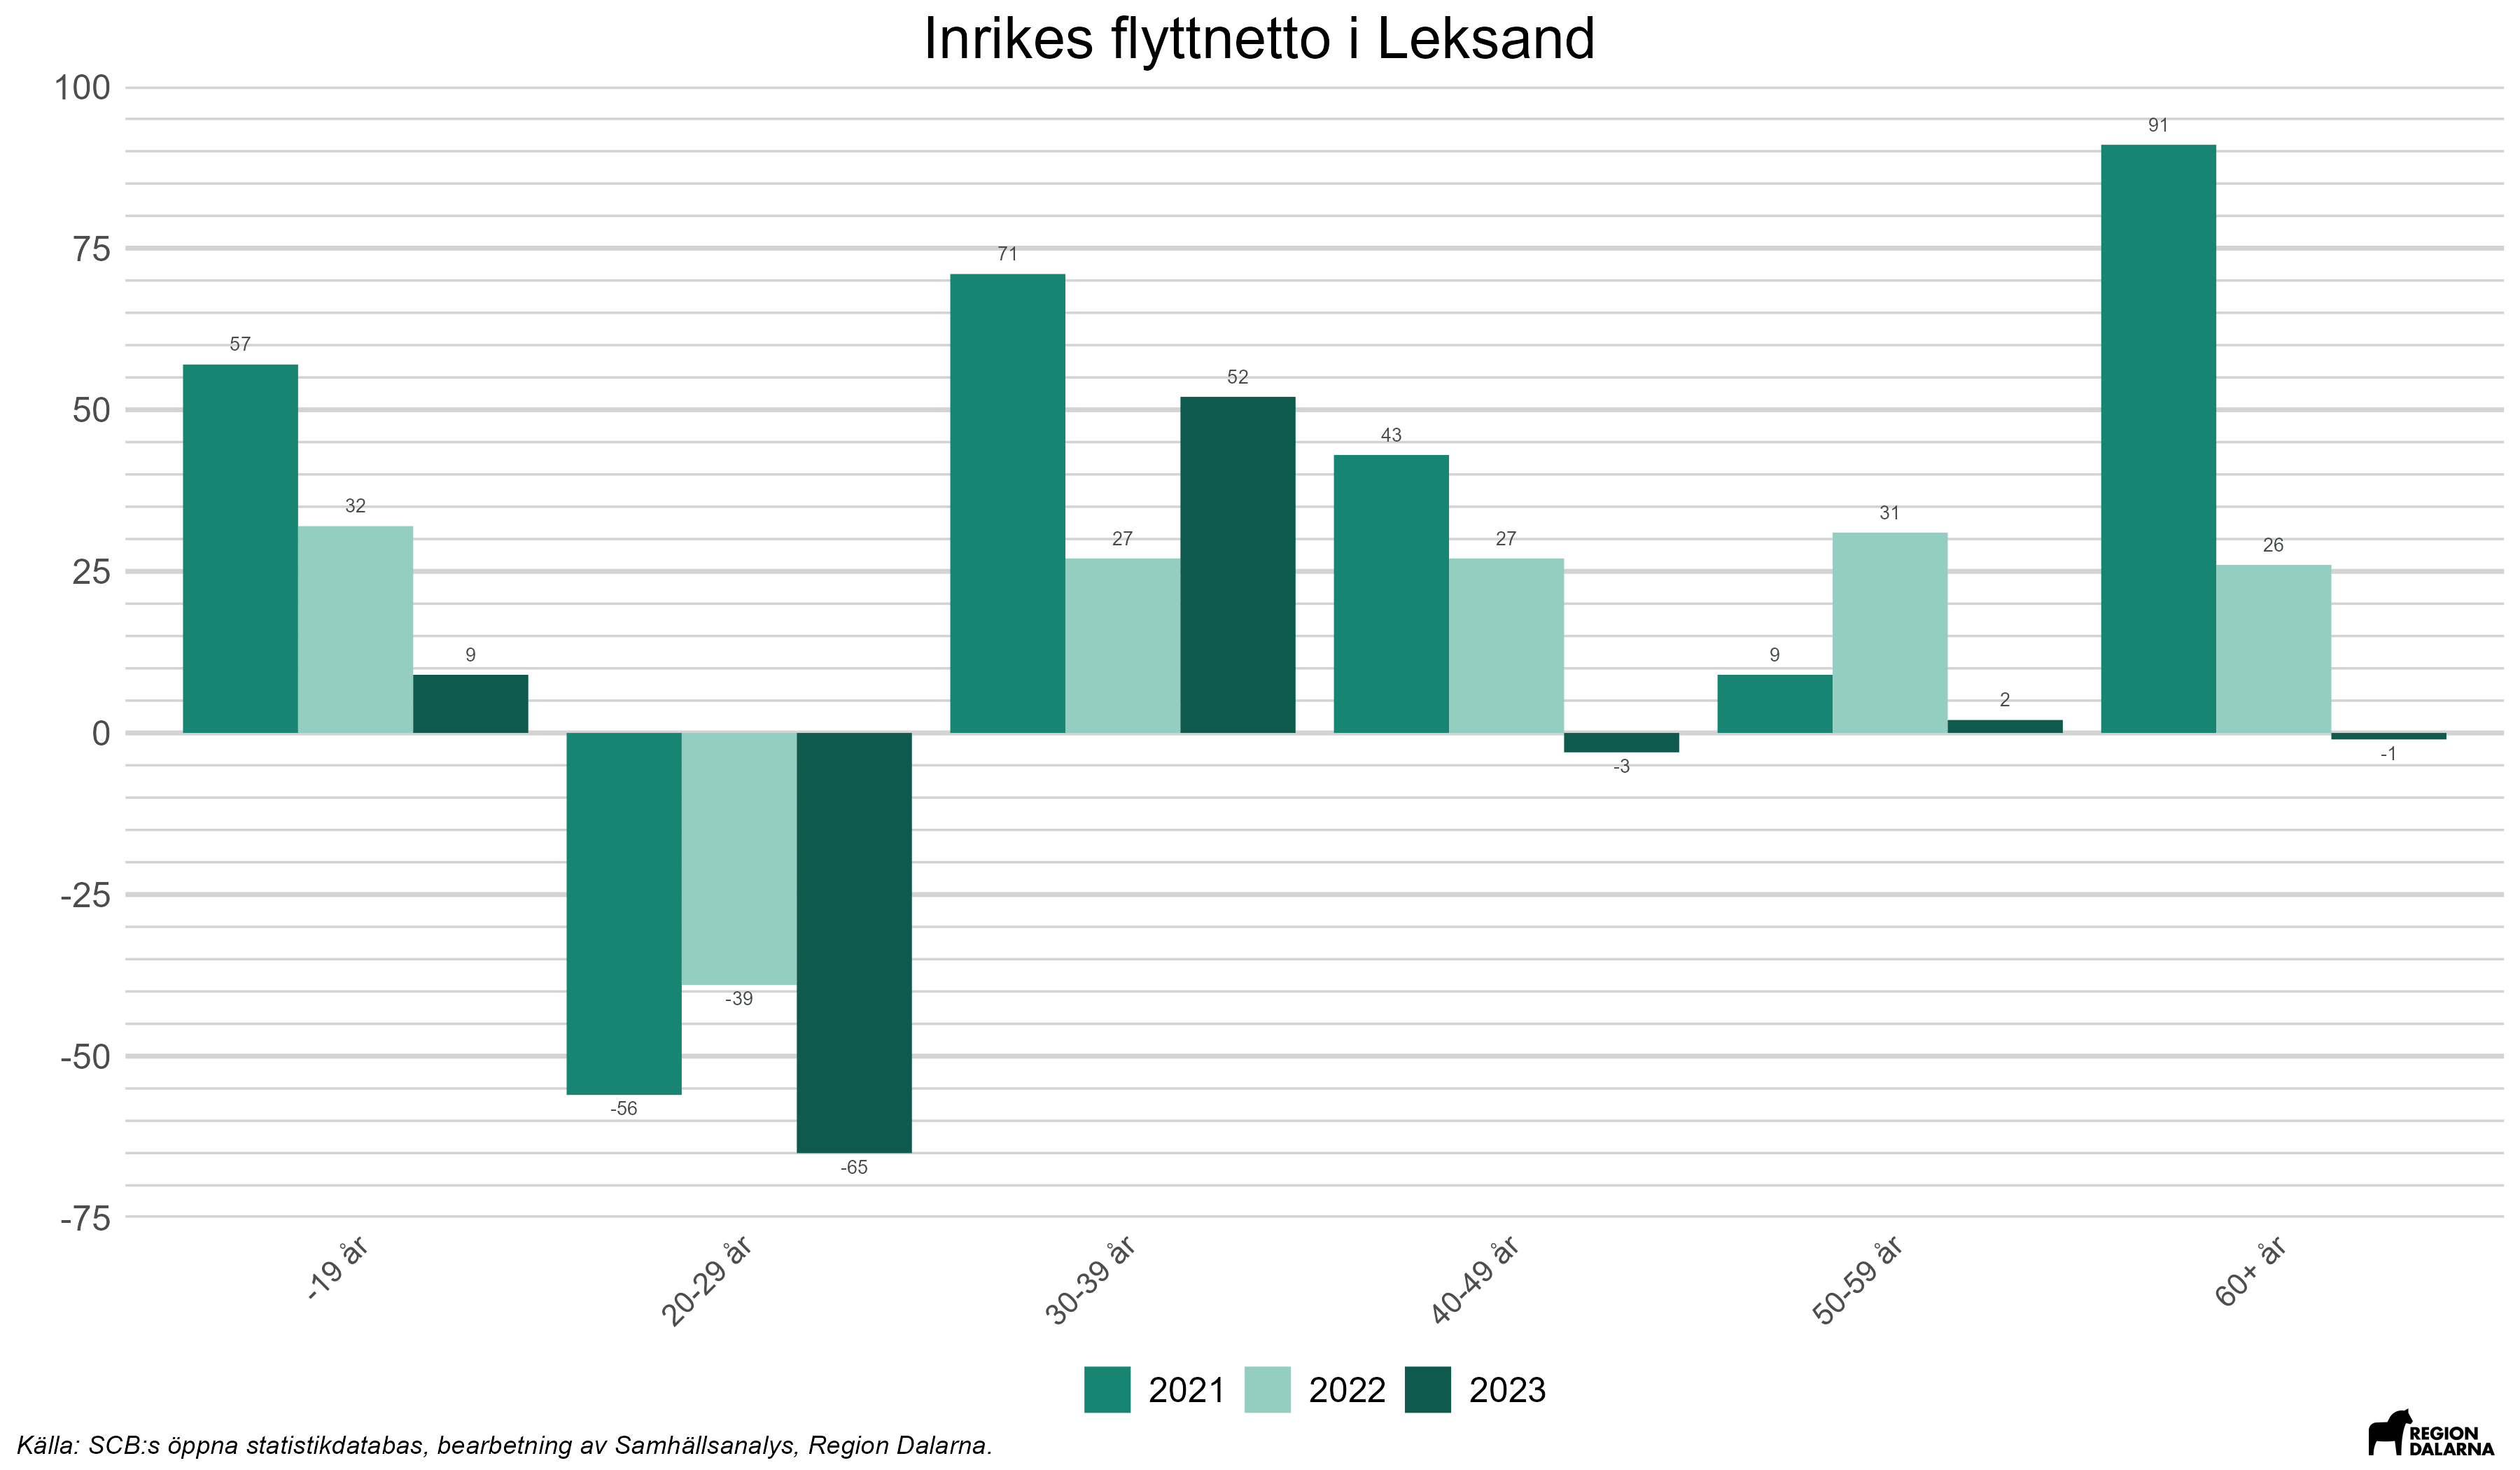 Inrikes flyttnetto i Leksand
100
75
50
25
0
-25
-50
-75
57
32
9
-56
-39
-65
71
27
52
43
27
-3
9
31
2
91
26
-1
-19 år
20-29 år
30-39 år
40-49 år
50-59 år
60+ år
2021
2022
2023
Källa: SCB:s öppna statistikdatabas, bearbetning av Samhällsanalys, Region Dalarna.
REGION
DALARNA